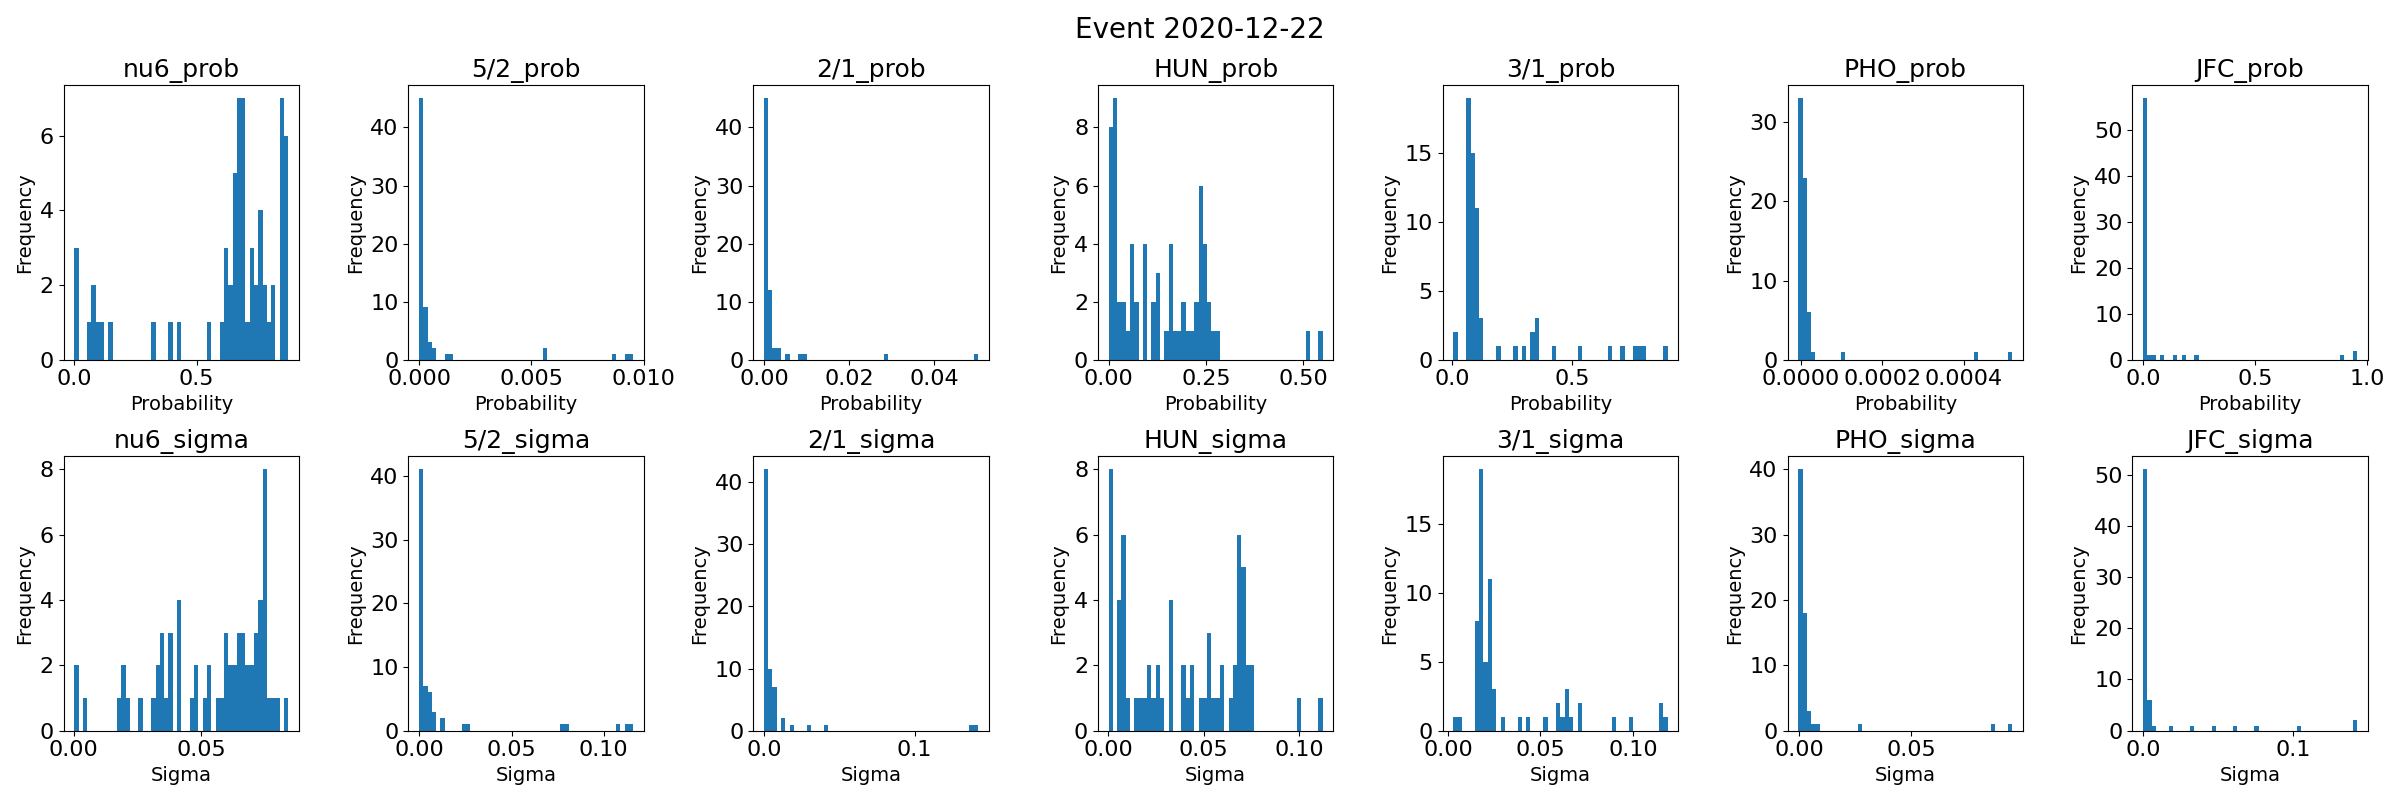 Event 2020-12-22
nu6_prob 5/2_prob 2/1_prob HUN_prob 3/1_prob PHO_prob JFC_prob
Frequency Frequency Frequency Frequency Frequency Frequency Frequency
0 2 4 6
0 10 20 30 40
0 10 20 30 40
0 2 4 6 8
0 5 10 15
0 10 20 30
0 10 20 30 40 50
0.0 0.5 0.000 0.005 0.010 0.00 0.02 0.04 0.00 0.25 0.50 0.0 0.5 0.0000 0.0002 0.0004 0.0 0.5 1.0
Probability Probability Probability Probability Probability Probability Probability
nu6_sigma 5/2_sigma 2/1_sigma HUN_sigma 3/1_sigma PHO_sigma JFC_sigma
Frequency Frequency Frequency Frequency Frequency Frequency Frequency
0 2 4 6 8
0 10 20 30 40
0 10 20 30 40
0 2 4 6 8
0 5 10 15
0 10 20 30 40
0 10 20 30 40 50
0.00 0.05 0.00 0.05 0.10 0.0 0.1 0.00 0.05 0.10 0.00 0.05 0.10 0.00 0.05 0.0 0.1
Sigma Sigma Sigma Sigma Sigma Sigma Sigma